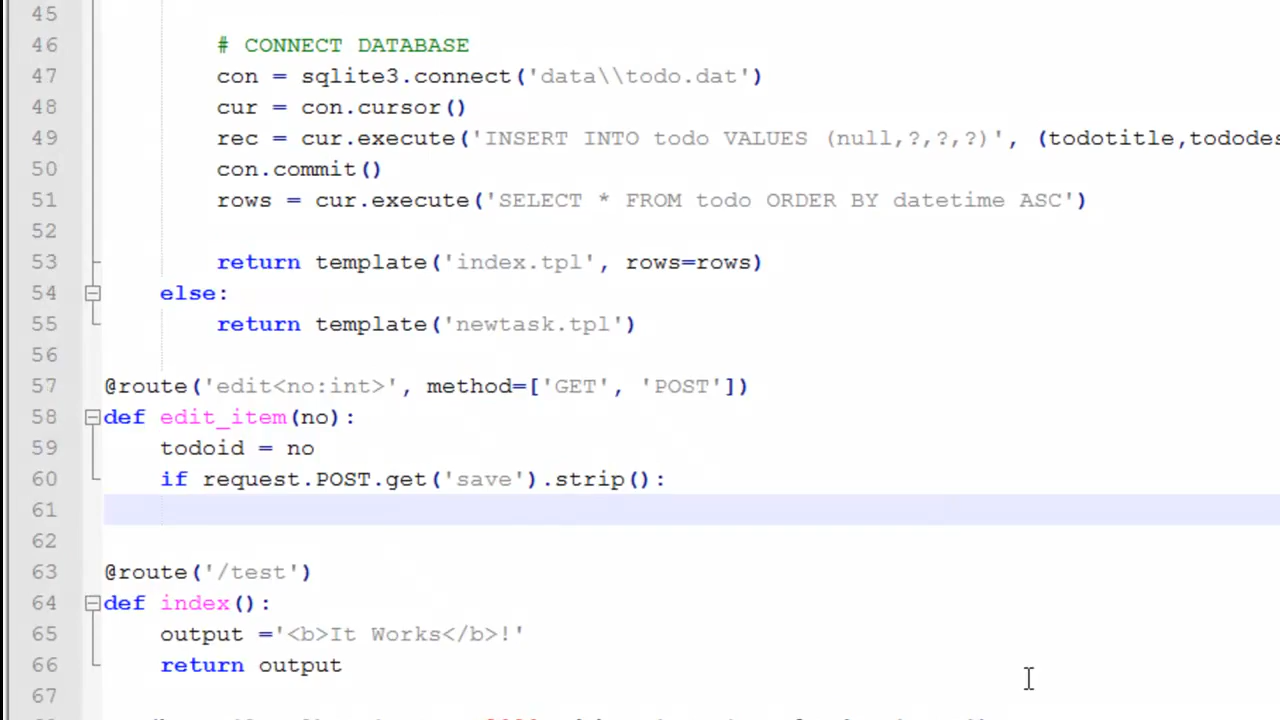 45
46 # CONNECT DATABASE
47 con = sqlite3.connect('data\\todo.dat')
48 cur = con.cursor()
49 rec = cur.execute('INSERT INTO todo VALUES (null,?,?,?)', (todotitle,tododes
50 con.commit()
51 rows = cur.execute('SELECT * FROM todo ORDER BY datetime ASC')
52
53 return template('index.tpl', rows=rows)
54 else:
55 return template('newtask.tpl')
56
57 @route('edit<no:int>', method=['GET', 'POST'])
58 def edit_item(no):
59 todoid = no
60 if request.POST.get('save').strip():
61
62
63 @route('/test')
64 def index():
65 output ='<b>It Works</b>!'
66 return output
67